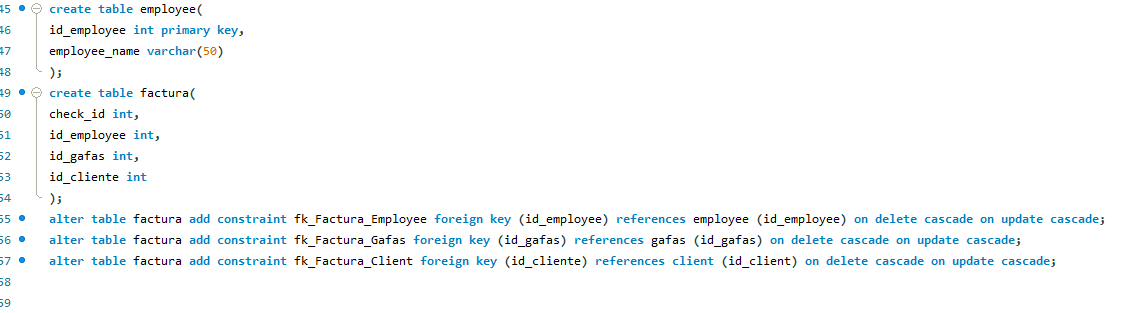 45 create table employee(
46 id_employee int primary key,
47 employee_name varchar(50)
48 );
49 create table factura(
50 check_id int,
51 id_employee int,
52 id_gafas int,
53 id_cliente int
54 );
55 alter table factura add constraint fk_Factura_Employee foreign key (id_employee) references employee (id_employee) on delete cascade on update cascade;
56 alter table factura add constraint fk_Factura_Gafas foreign key (id_gafas) references gafas (id_gafas) on delete cascade on update cascade;
57 alter table factura add constraint fk_Factura_Client foreign key (id_cliente) references client (id_client) on delete cascade on update cascade;
58
59